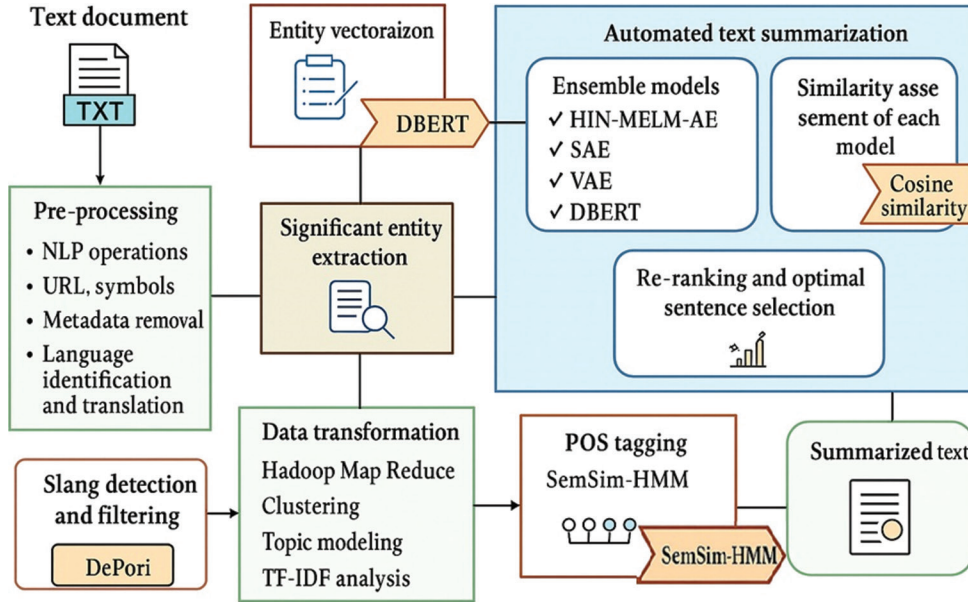 Text document
TXT
Pre-processing
• NLP operations
• URL, symbols
• Metadata removal
• Language
identification
and translation
Slang detection
and filtering
DePori
Entity vectoraizon
DBERT
Significant entity
extraction
Data transformation
Hadoop Map Reduce
Clustering
Topic modeling
TF-IDF analysis
Automated text summarization
Ensemble models
✓ HIN-MELM-AE
✓ SAE
✓ VAE
✓ DBERT
Similarity asse
sement of each
model
Cosine
similarity
Re-ranking and optimal
sentence selection
POS tagging
SemSim-HMM
SemSim-HMM
Summarized text